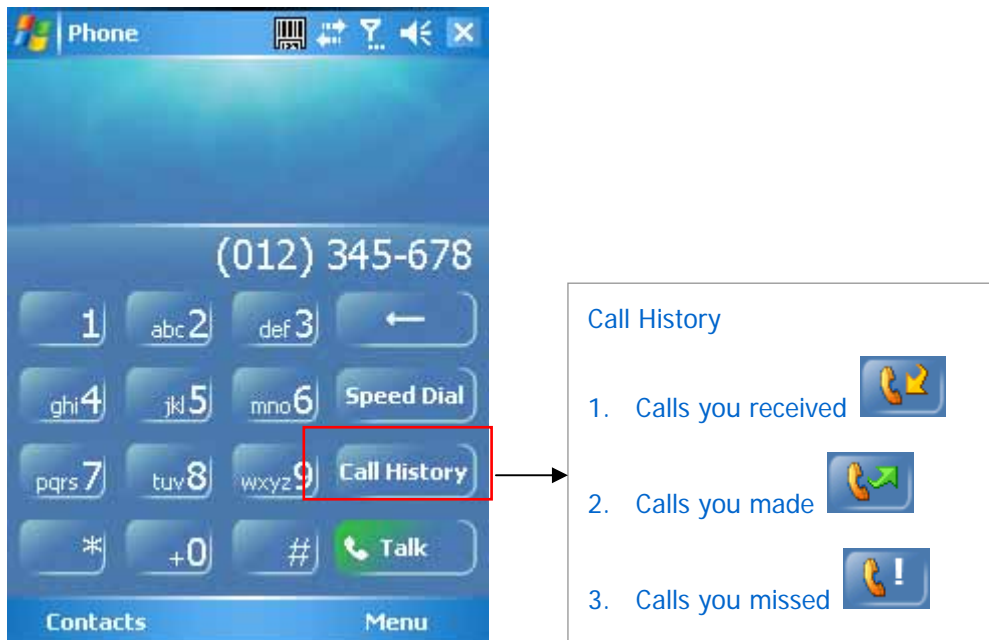 Phone
(012) 345-678
1 abc2 def3 ←
ghi4 jkl5 mno6 Speed Dial
pqrs7 tuv8 wxyz9 Call History
* +0 # Talk
Contacts Menu
Call History
1. Calls you received
2. Calls you made
3. Calls you missed !